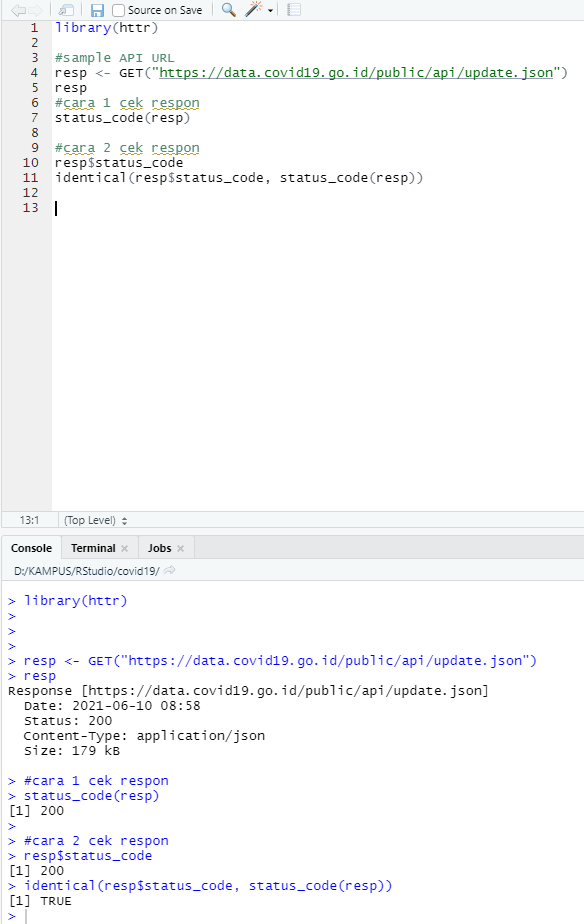 Source on Save
1 library(httr)
2
3 #sample API URL
4 resp <- GET("https://data.covid19.go.id/public/api/update.json")
5 resp
6 #cara 1 cek respon
7 status_code(resp)
8
9 #cara 2 cek respon
10 resp$status_code
11 identical(resp$status_code, status_code(resp))
12
13
13:1 (Top Level)
Console Terminal Jobs
D:/KAMPUS/RStudio/covid19/
> library(httr)
>
>
>
> resp <- GET("https://data.covid19.go.id/public/api/update.json")
> resp
Response [https://data.covid19.go.id/public/api/update.json]
  Date: 2021-06-10 08:58
  Status: 200
  Content-Type: application/json
  Size: 179 kB

> #cara 1 cek respon
> status_code(resp)
[1] 200
>
> #cara 2 cek respon
> resp$status_code
[1] 200
> identical(resp$status_code, status_code(resp))
[1] TRUE
>